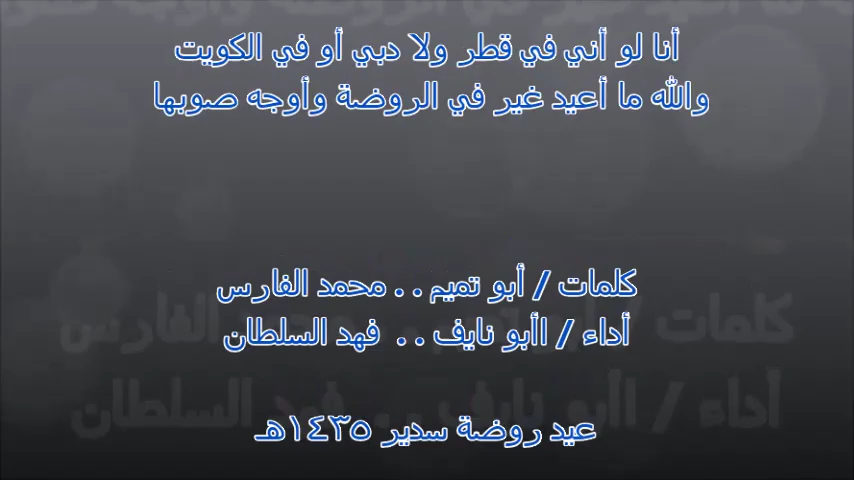 أنا لو أني في قطر ولا دبي أو في الكويت
والله ما أعيد غير في الروضة وأوجه صوبها
كلمات / أبو تميم . . محمد الفارس
أداء / اأبو نايف . . فهد السلطان
عيد روضة سدير ١٤٣٥هـ